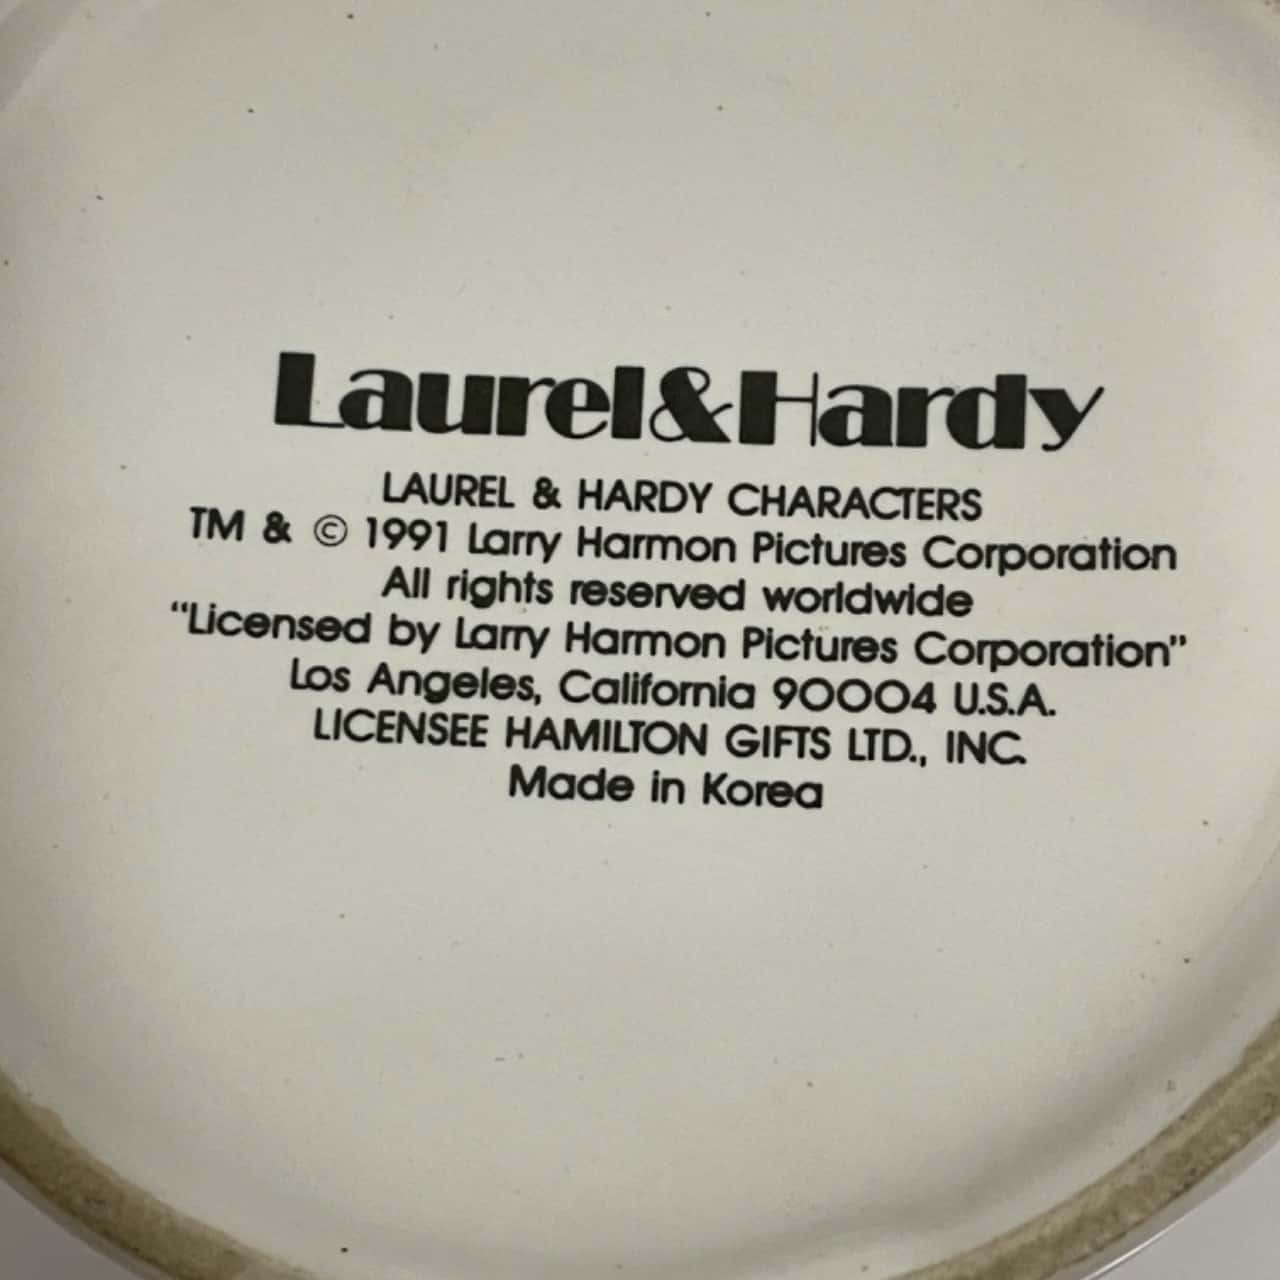 Laurel&Hardy
LAUREL & HARDY CHARACTERS
TM & © 1991 Larry Harmon Pictures Corporation
All rights reserved worldwide
“Licensed by Larry Harmon Pictures Corporation”
Los Angeles, California 90004 U.S.A.
LICENSEE HAMILTON GIFTS LTD., INC.
Made in Korea